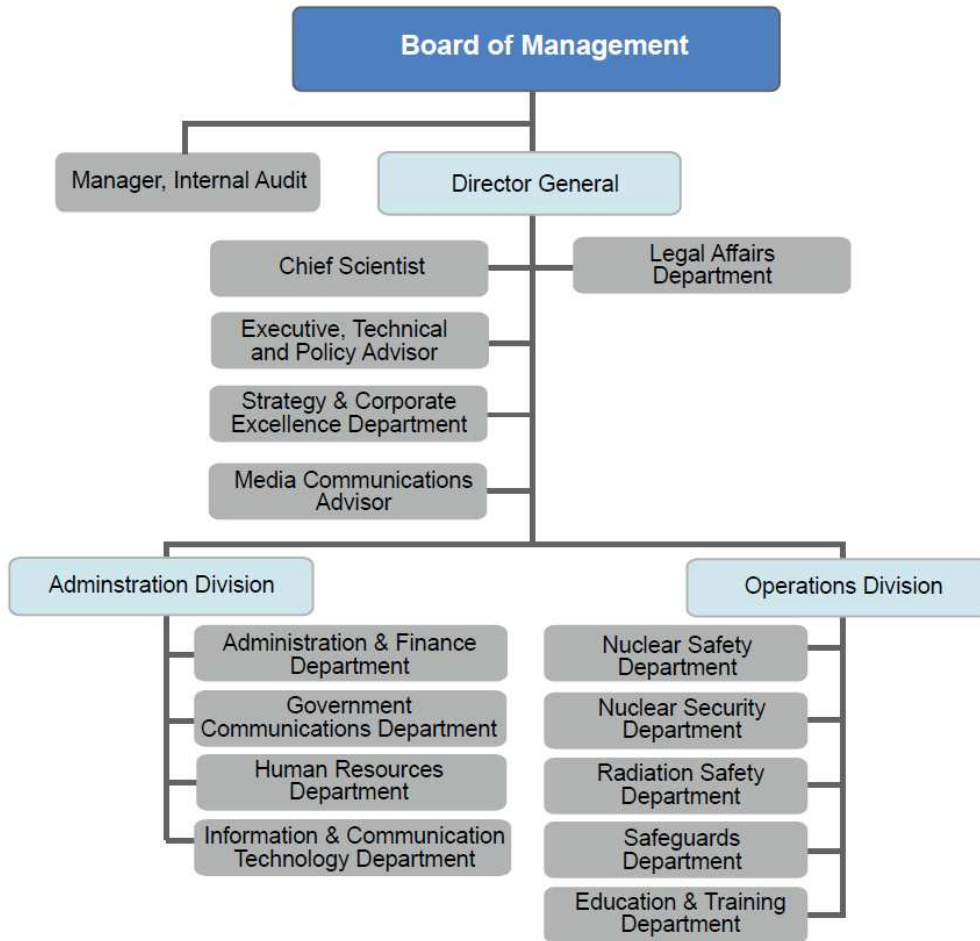 Board of Management
Manager, Internal Audit
Director General
Chief Scientist
Legal Affairs
Department
Executive, Technical
and Policy Advisor
Strategy & Corporate
Excellence Department
Media Communications
Advisor
Adminstration Division
Operations Division
Administration & Finance
Department
Government
Communications Department
Human Resources
Department
Information & Communication
Technology Department
Nuclear Safety
Department
Nuclear Security
Department
Radiation Safety
Department
Safeguards
Department
Education & Training
Department